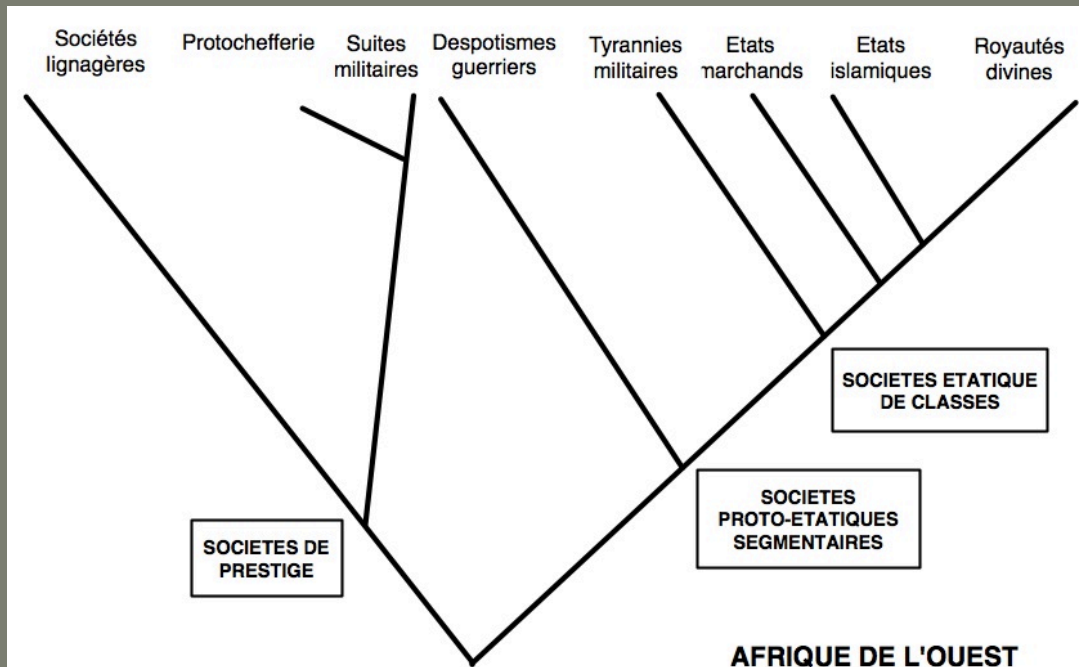 Sociétés
lignagères
Protochefferie
Suites
militaires
Despotismes
guerriers
Tyrannies
militaires
Etats
marchands
Etats
islamiques
Royautés
divines
SOCIETES ETATIQUE
DE CLASSES
SOCIETES
PROTO-ETATIQUES
SEGMENTAIRES
SOCIETES DE
PRESTIGE
AFRIQUE DE L'OUEST